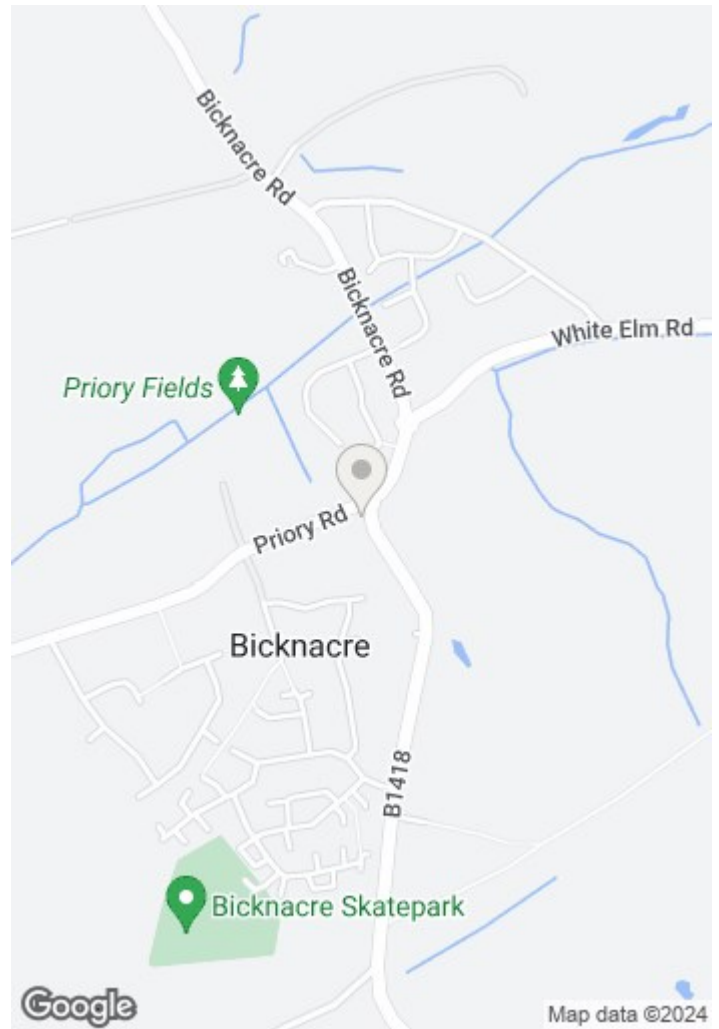 Bicknacre Rd
Bicknacre Rd
White Elm Rd
Priory Fields
Priory Rd
Bicknacre
B1418
Bicknacre Skatepark
Google
Map data ©2024